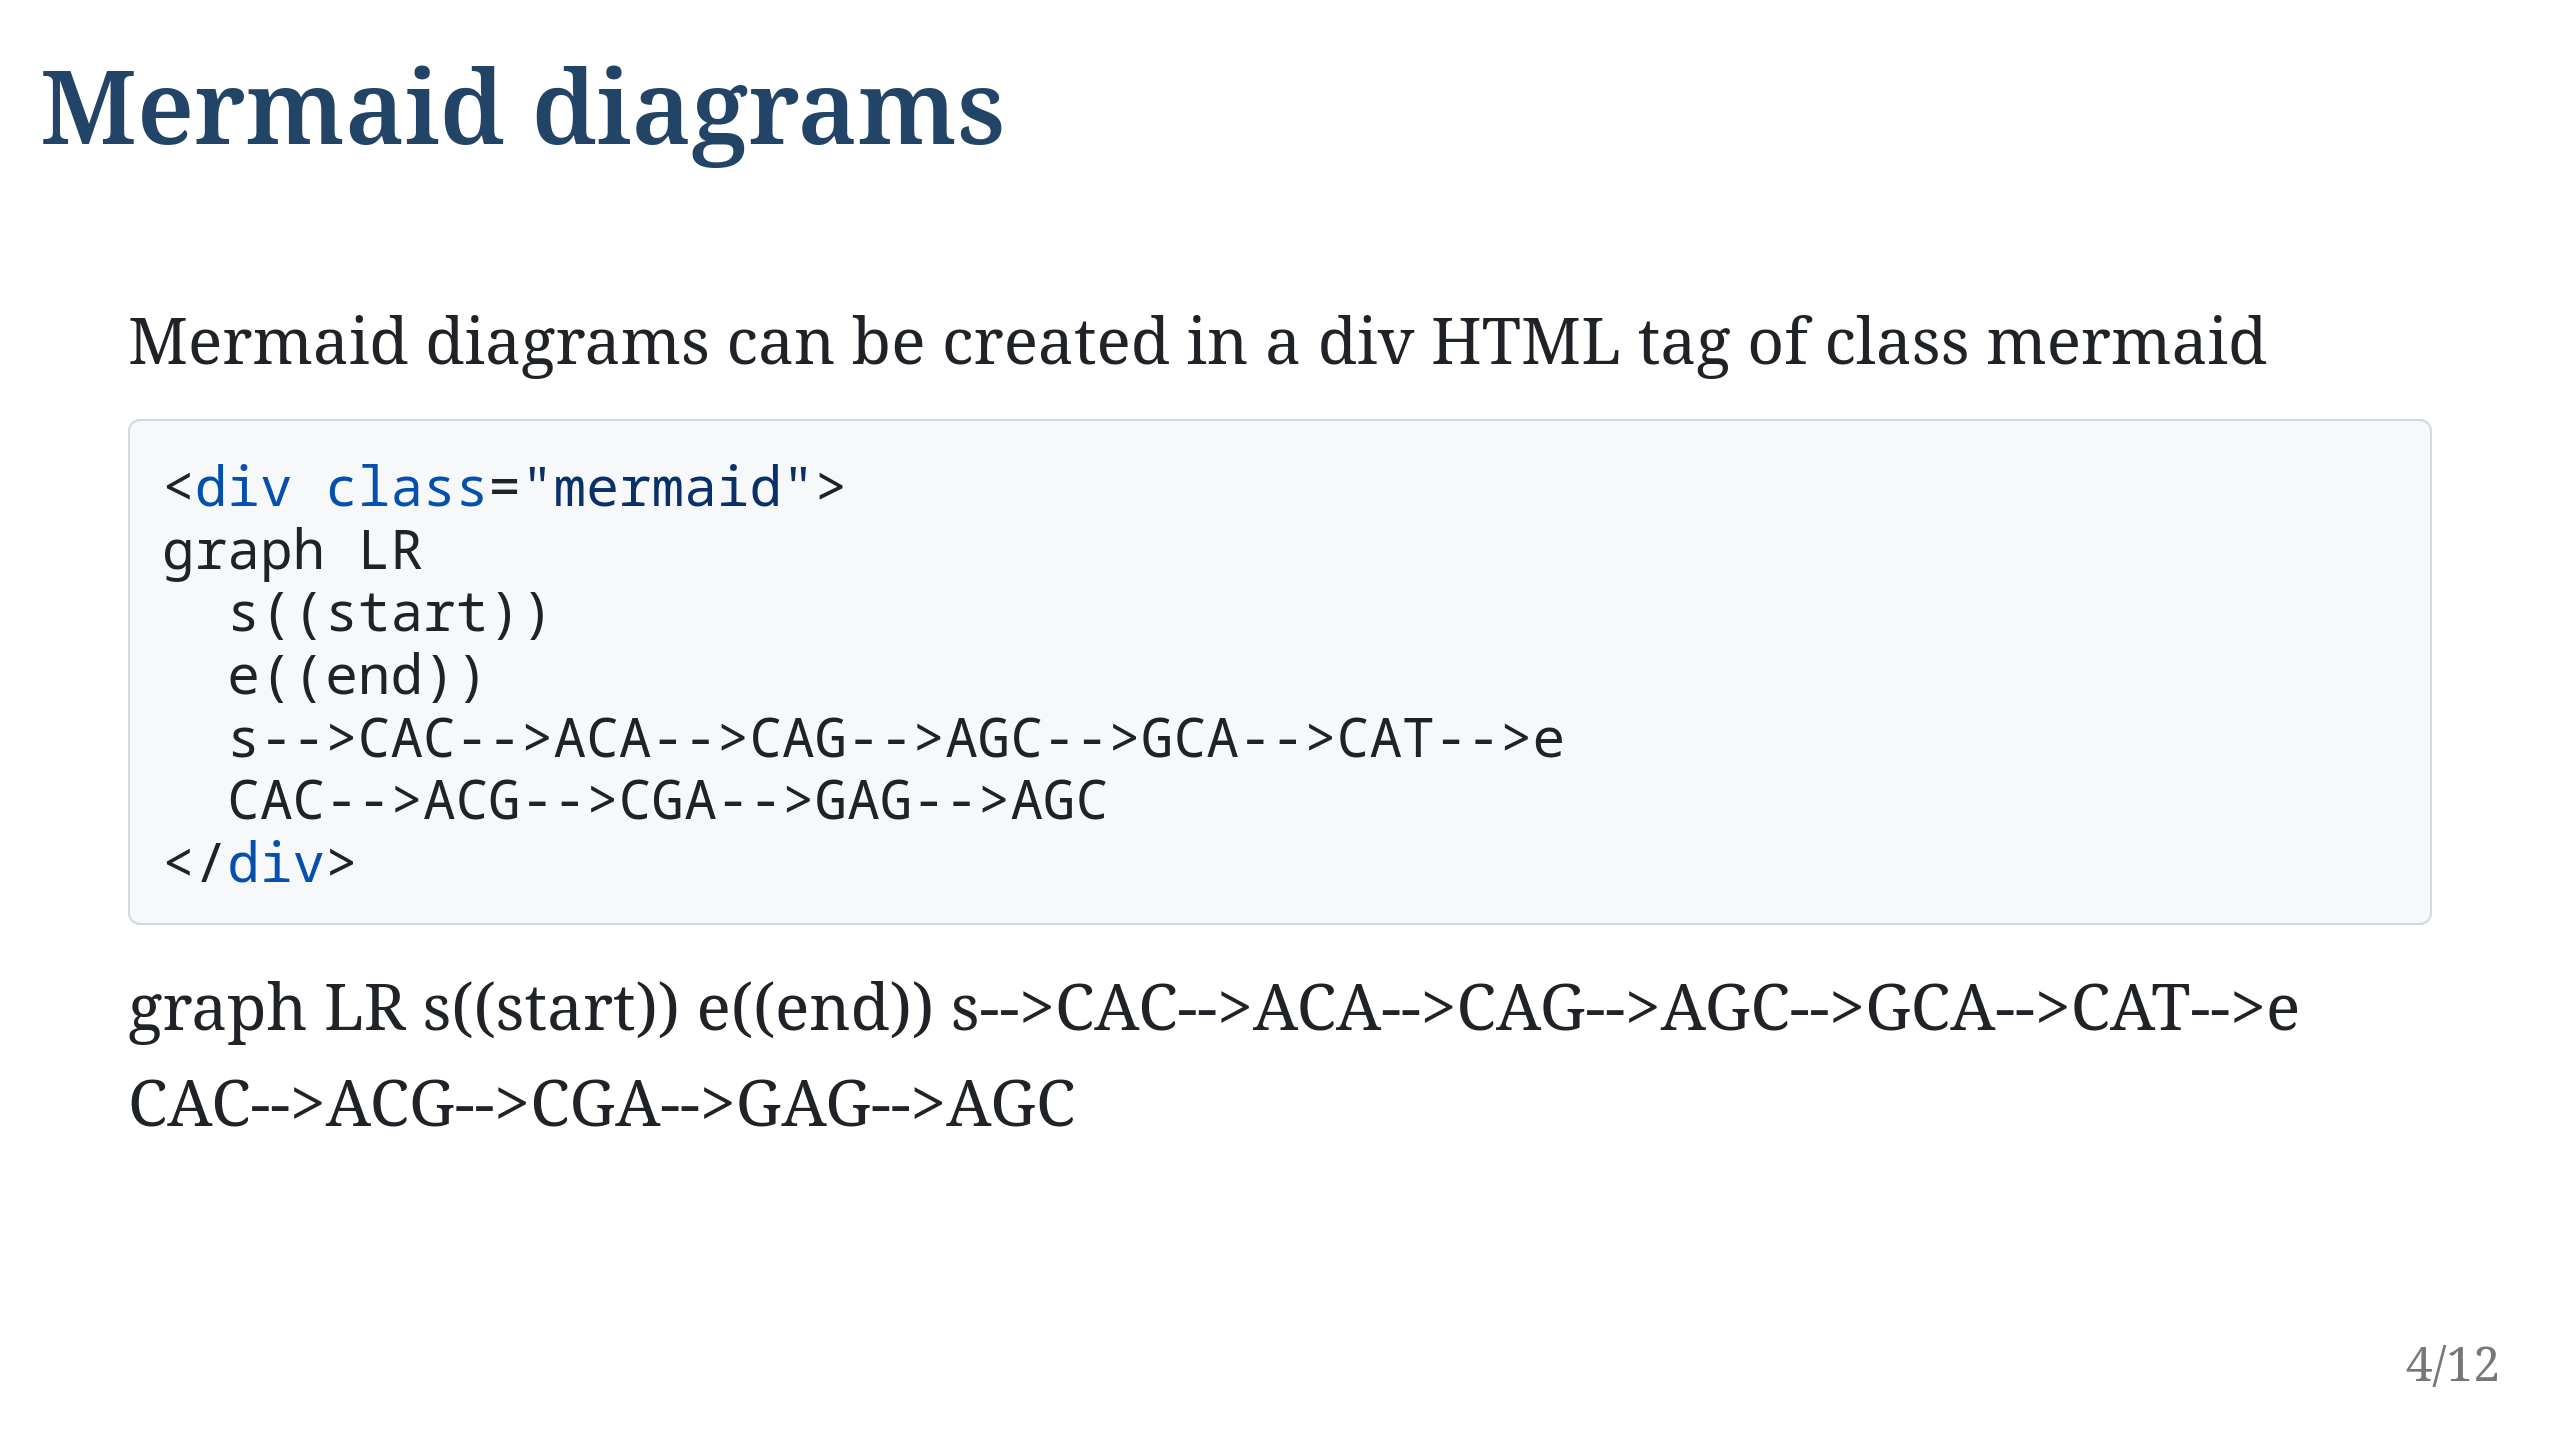 Mermaid diagrams
Mermaid diagrams can be created in a div HTML tag of class mermaid
<div class="mermaid">
graph LR
  s((start))
  e((end))
  s-->CAC-->ACA-->CAG-->AGC-->GCA-->CAT-->e
  CAC-->ACG-->CGA-->GAG-->AGC
</div>
graph LR s((start)) e((end)) s-->CAC-->ACA-->CAG-->AGC-->GCA-->CAT-->e
CAC-->ACG-->CGA-->GAG-->AGC
4/12